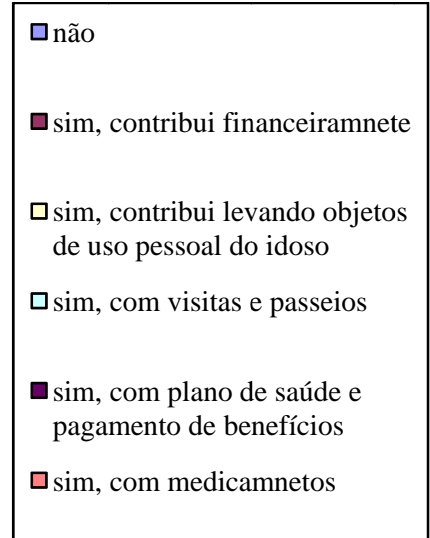 não
sim, contribui financeiramnete
sim, contribui levando objetos
de uso pessoal do idoso
sim, com visitas e passeios
sim, com plano de saúde e
pagamento de benefícios
sim, com medicamnetos